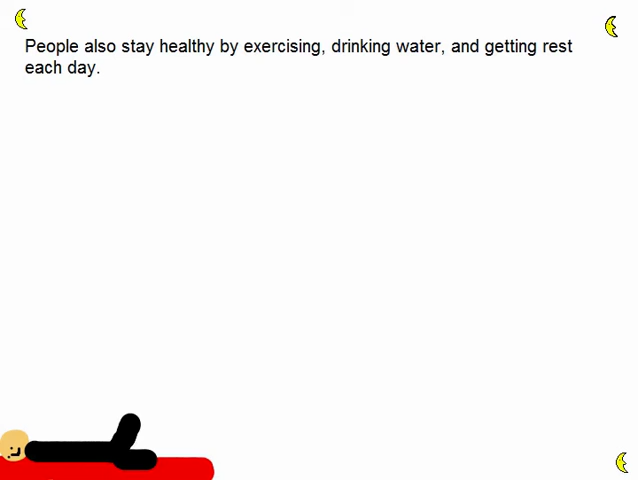 People also stay healthy by exercising, drinking water, and getting rest
each day.